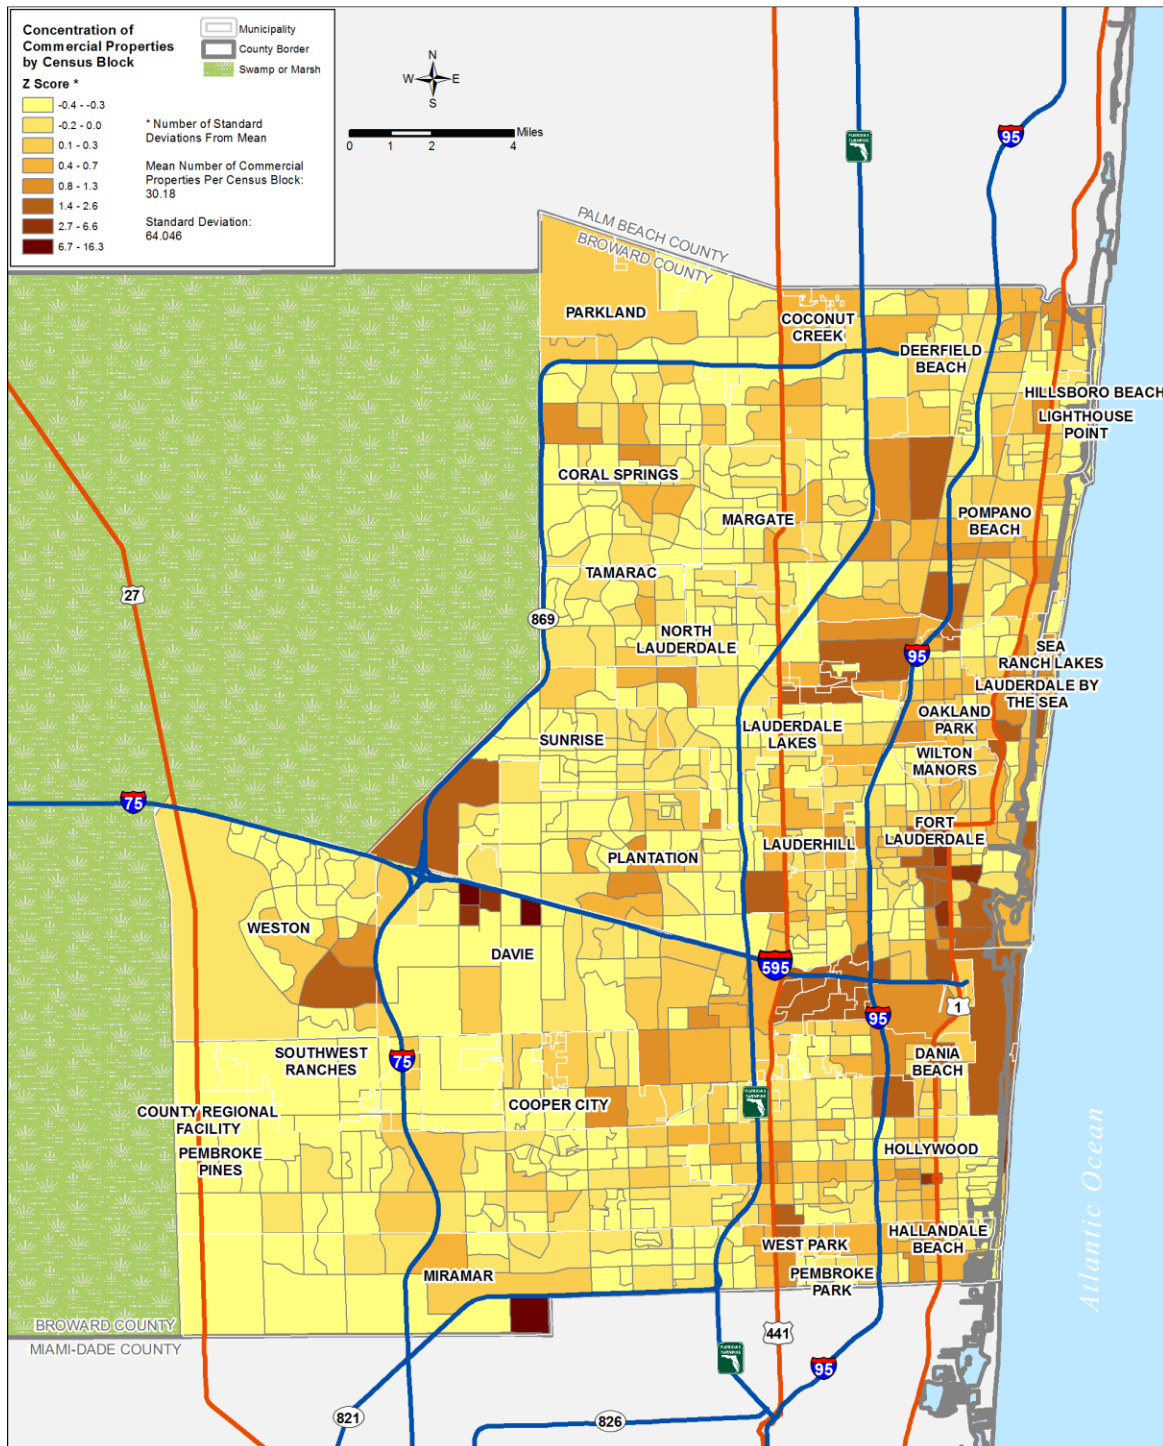 Concentration of
Commercial Properties
by Census Block
Z Score *
-0.4 - -0.3
-0.2 - 0.0
0.1 - 0.3
0.4 - 0.7
0.8 - 1.3
1.4 - 2.6
2.7 - 6.6
6.7 - 16.3
Municipality
County Border
Swamp or Marsh
* Number of Standard
Deviations From Mean
Mean Number of Commercial
Properties Per Census Block:
30.18
Standard Deviation:
64.046
N
W E
S
Miles
0 1 2 4
95
PALM BEACH COUNTY
BROWARD COUNTY
PARKLAND
COCONUT
CREEK
DEERFIELD
BEACH
HILLSBORO BEACH
LIGHTHOUSE
POINT
CORAL SPRINGS
MARGATE
POMPANO
BEACH
TAMARAC
27
869
NORTH
LAUDERDALE
95
SEA
RANCH LAKES
LAUDERDALE BY
THE SEA
OAKLAND
PARK
LAUDERDALE
LAKES
SUNRISE
WILTON
MANORS
75
FORT
LAUDERDALE
LAUDERHILL
PLANTATION
WESTON
DAVIE
595
1
95
SOUTHWEST
RANCHES
75
DANIA
BEACH
COOPER CITY
COUNTY REGIONAL
FACILITY
PEMBROKE
PINES
HOLLYWOOD
Atlantic Ocean
HALLANDALE
BEACH
WEST PARK
MIRAMAR
PEMBROKE
PARK
BROWARD COUNTY
MIAMI-DADE COUNTY
441
95
821
826